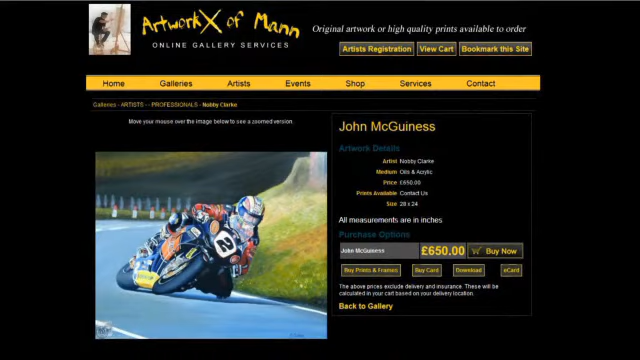 ArtworkX of Mann
ONLINE GALLERY SERVICES
Original artwork or high quality prints available to order
Artists Registration
View Cart
Bookmark this Site
Home
Galleries
Artists
Events
Shop
Services
Contact
Galleries - ARTISTS - - PROFESSIONALS - Nobby Clarke
Move your mouse over the image below to see a zoomed version.
2
John McGuiness
Artwork Details
Artist Nobby Clarke
Medium Oils & Acrylic
Price £650.00
Prints Available Contact Us
Size 28 x 24
All measurements are in inches
Purchase Options
John McGuiness £650.00 Buy Now
Buy Prints & Frames
Buy Card
Download
eCard
The above prices exclude delivery and insurance. These will be
calculated in your cart based on your delivery location.
Back to Gallery